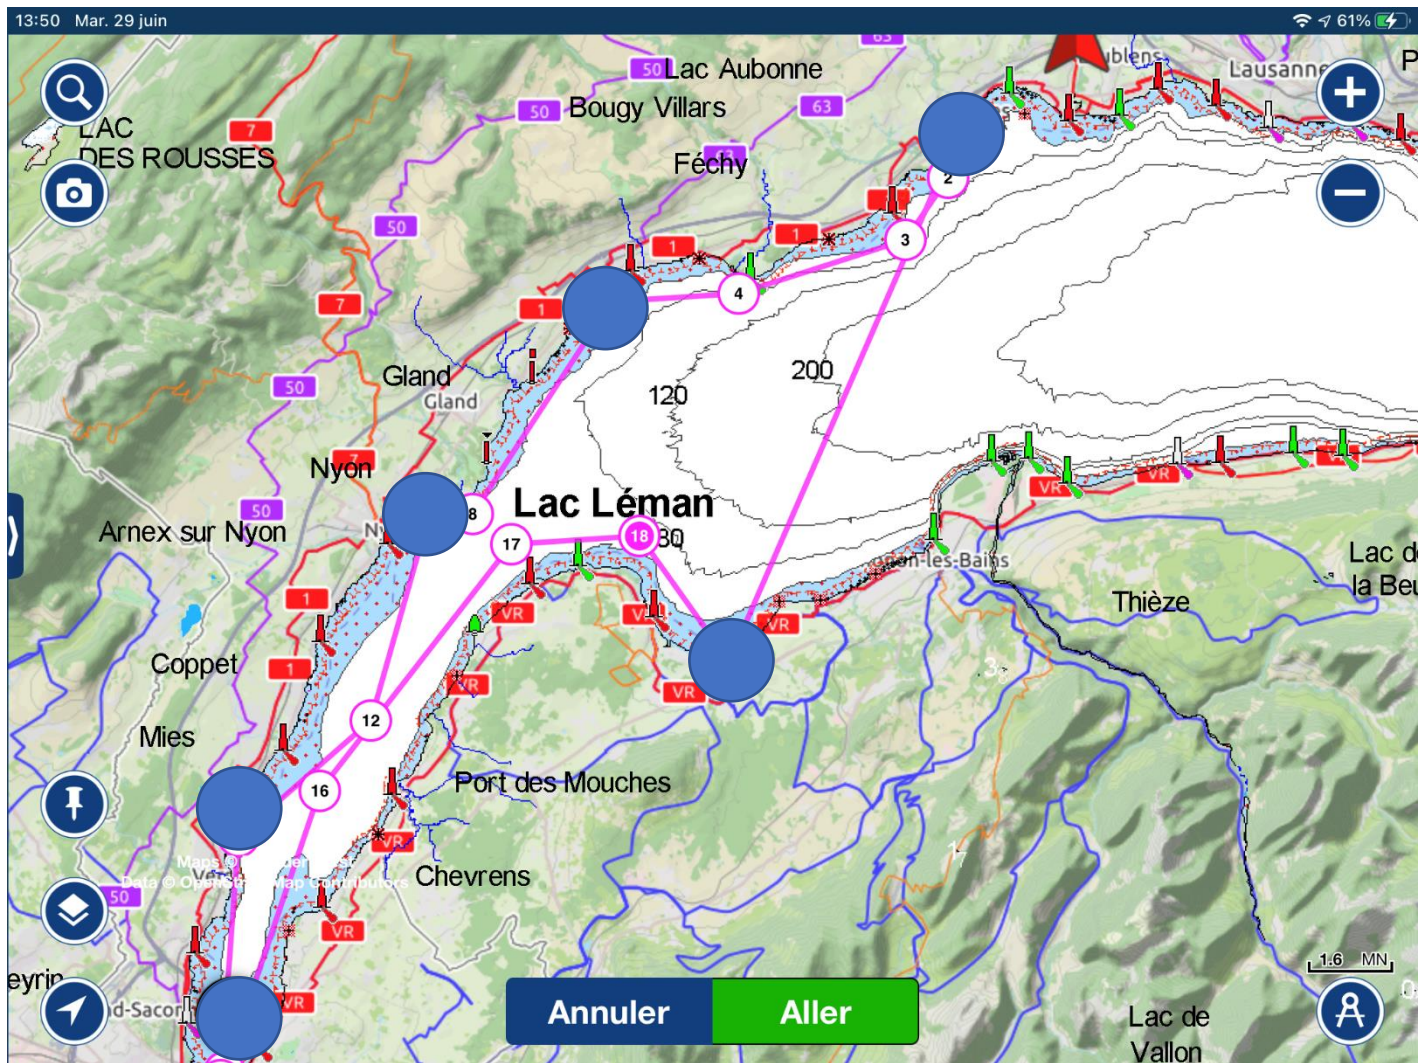 13:50 Mar. 29 juin
61%
63
50
Lac Aubonne
Lausanne
50
Bougy Villars
63
LAC
DES ROUSSES
7
Féchy
2
50
1
1
3
7
1
4
50
200
Gland
Gland
120
7
Nyon
VR
VR
50
Arnex sur Nyon
8
Lac Léman
17
18
Lac de
la Beu
Thièze
1
VR
VR
VR
Coppet
1
3
VR
VR
12
Mies
16
Port des Mouches
VR
Chevrens
50
VR
1.6 MN
VR
Annuler
Aller
Lac de
Vallon